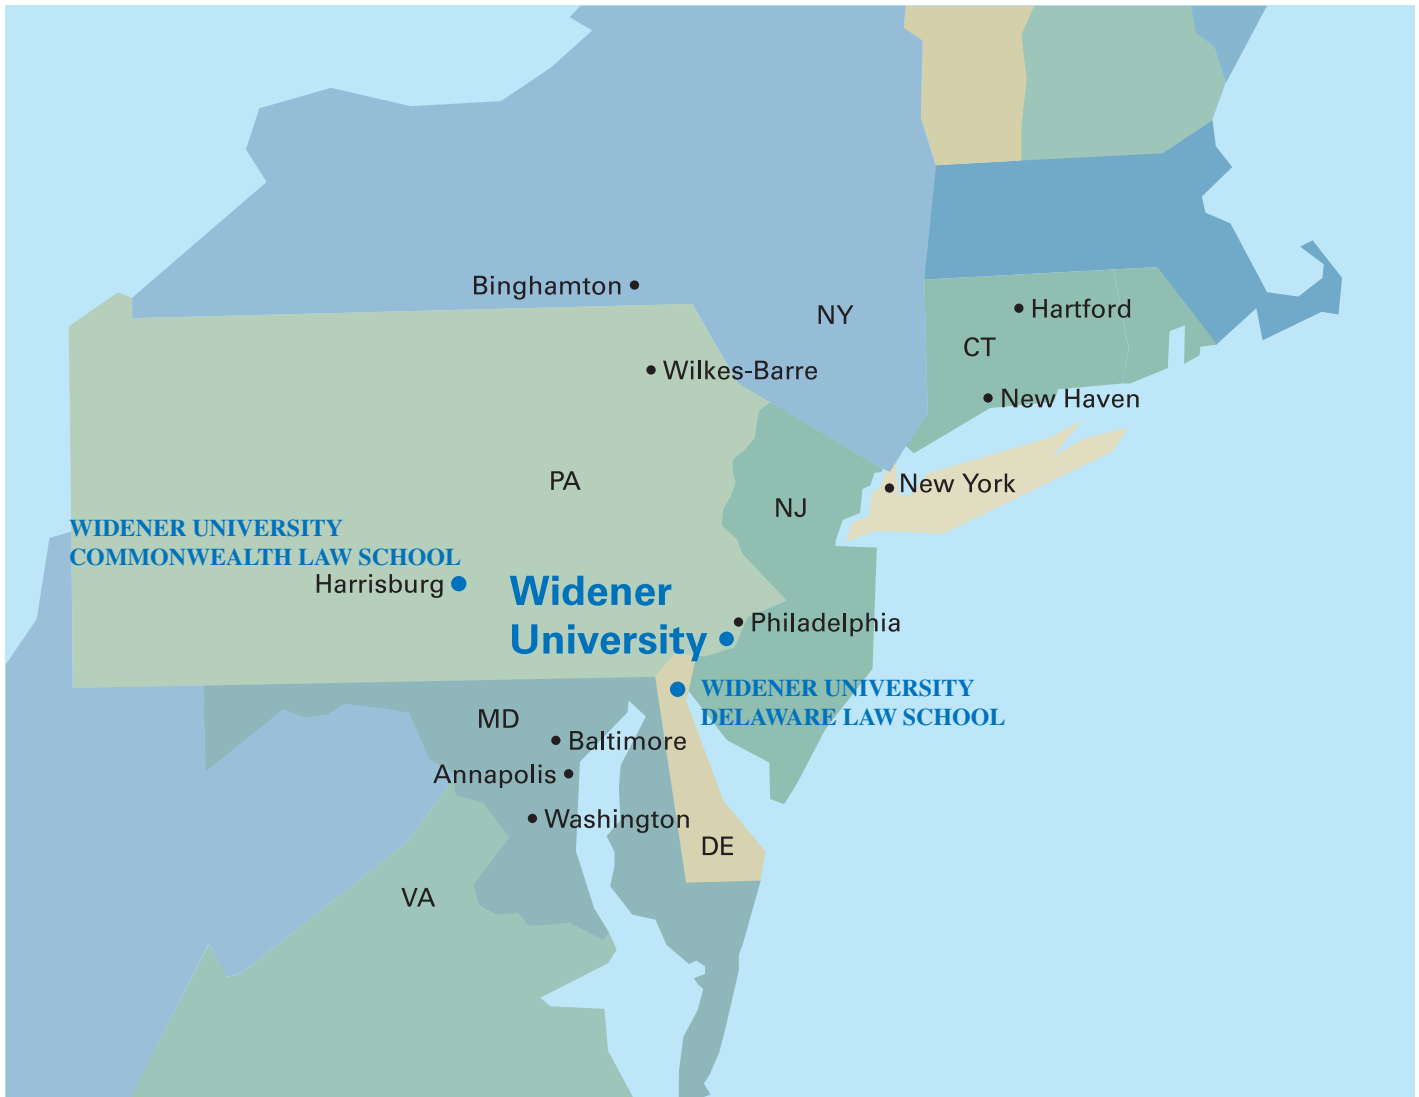 Binghamton
NY
Hartford
CT
Wilkes-Barre
New Haven
PA
New York
NJ
WIDENER UNIVERSITY
COMMONWEALTH LAW SCHOOL
Harrisburg
Widener
University
Philadelphia
WIDENER UNIVERSITY
DELAWARE LAW SCHOOL
MD
Baltimore
Annapolis
Washington
DE
VA